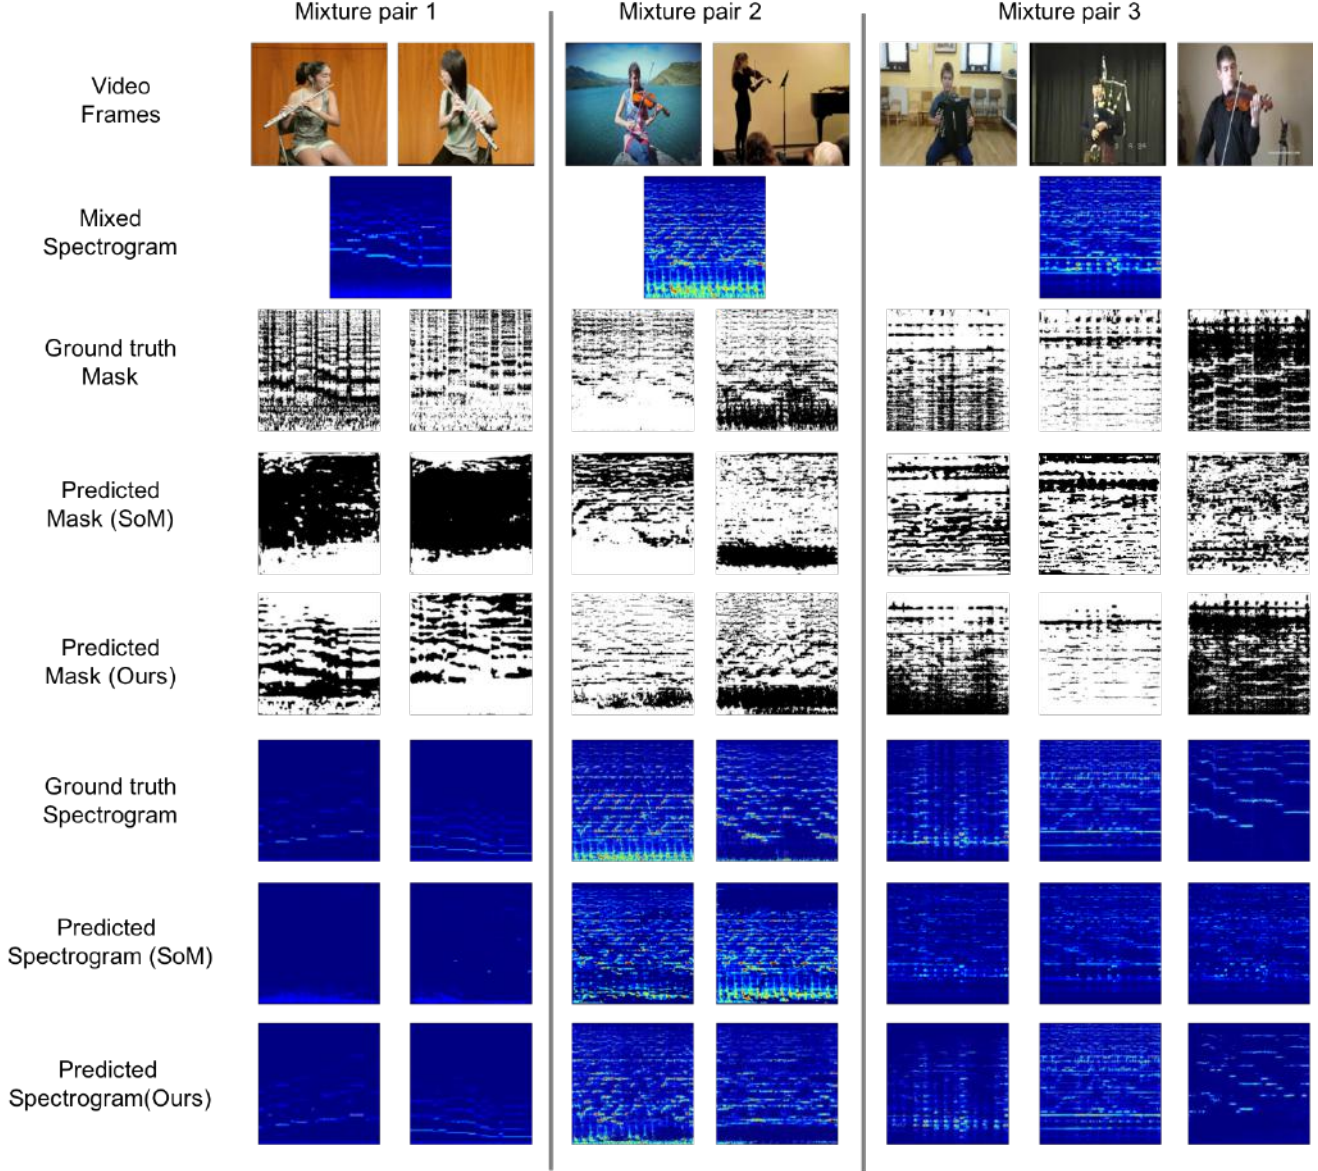 Mixture pair 1
Mixture pair 2
Mixture pair 3
Video
Frames
Mixed
Spectrogram
Ground truth
Mask
Predicted
Mask (SoM)
Predicted
Mask (Ours)
Ground truth
Spectrogram
Predicted
Spectrogram (SoM)
Predicted
Spectrogram(Ours)